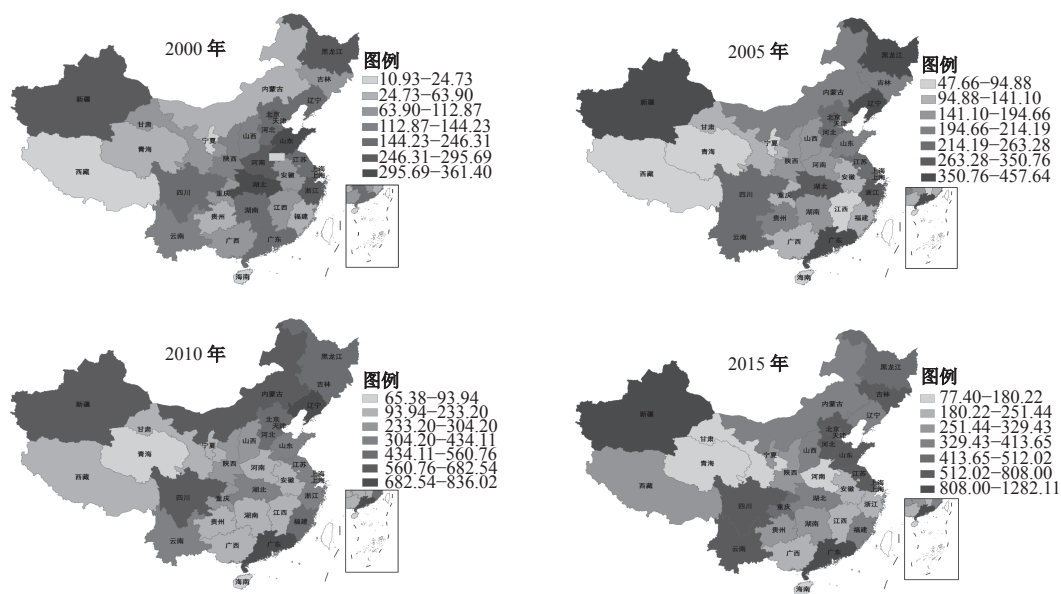 2000 年
图例
10.93−24.73
24.73−63.90
63.90−112.87
112.87−144.23
144.23−246.31
246.31−295.69
295.69−361.40
黑龙江
吉林
辽宁
内蒙古
新疆
甘肃
青海
西藏
宁夏
北京
天津
河北
山西
山东
陕西
河南
江苏
安徽
上海
上海
湖北
四川
重庆
浙江
湖南
江西
贵州
福建
云南
广西
广东
海南
2005 年
图例
47.66−94.88
94.88−141.10
141.10−194.66
194.66−214.19
214.19−263.28
263.28−350.76
350.76−457.64
黑龙江
吉林
辽宁
内蒙古
新疆
甘肃
青海
西藏
宁夏
北京
天津
河北
山西
山东
陕西
河南
江苏
安徽
上海
上海
湖北
四川
重庆
浙江
湖南
江西
贵州
福建
云南
广西
广东
海南
2010 年
图例
65.38−93.94
93.94−233.20
233.20−304.20
304.20−434.11
434.11−560.76
560.76−682.54
682.54−836.02
黑龙江
吉林
辽宁
内蒙古
新疆
甘肃
青海
西藏
宁夏
北京
天津
河北
山西
山东
陕西
河南
江苏
安徽
上海
上海
湖北
四川
重庆
浙江
湖南
江西
贵州
福建
云南
广西
广东
海南
2015 年
图例
77.40−180.22
180.22−251.44
251.44−329.43
329.43−413.65
413.65−512.02
512.02−808.00
808.00−1282.11
黑龙江
吉林
辽宁
内蒙古
新疆
甘肃
青海
西藏
宁夏
北京
天津
河北
山西
山东
陕西
河南
江苏
安徽
上海
上海
湖北
四川
重庆
浙江
湖南
江西
贵州
福建
云南
广西
广东
海南